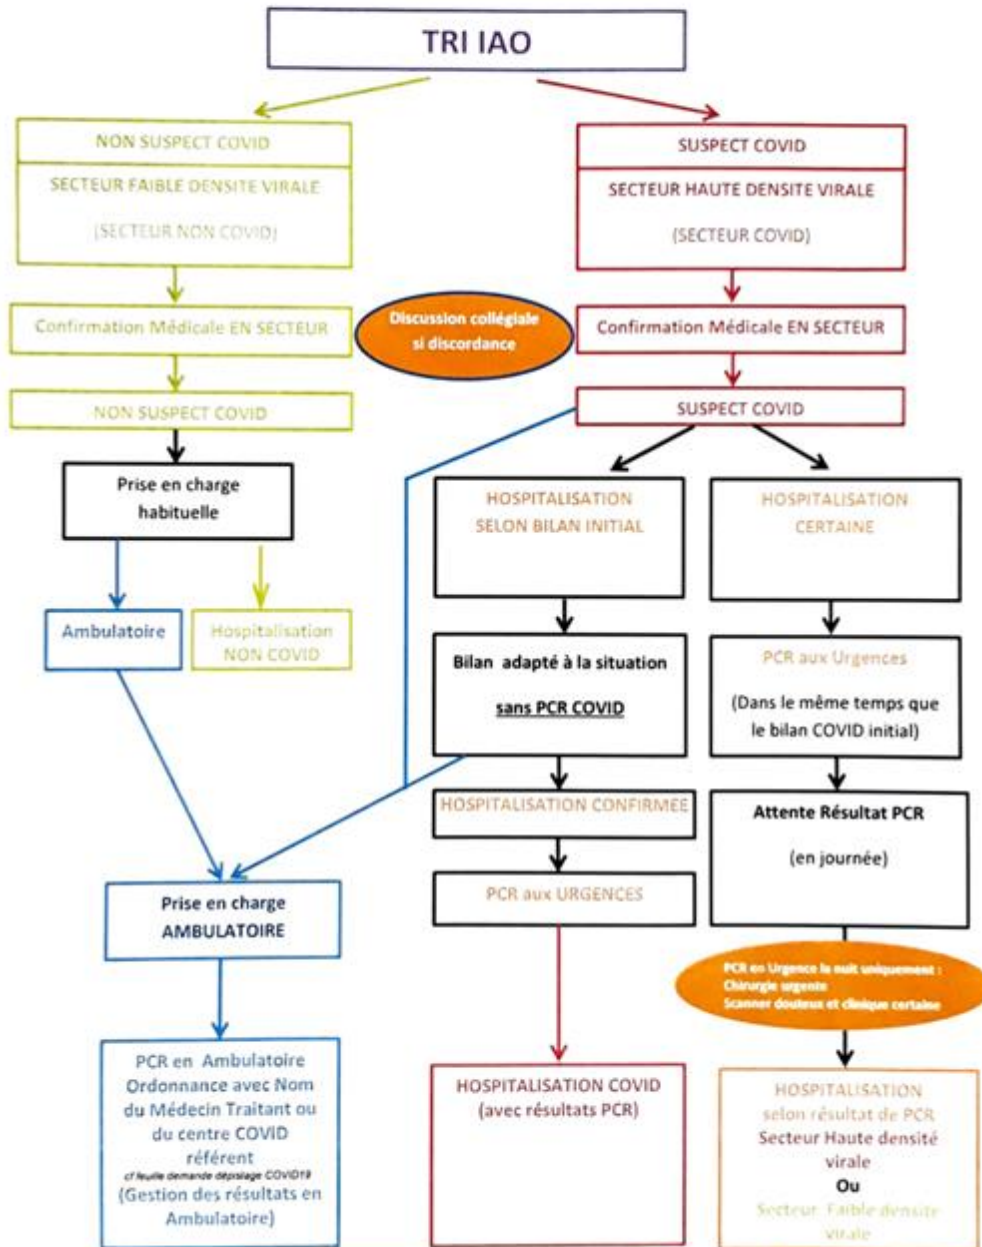 TRI IAO
NON SUSPECT COVID
SECTEUR FAIBLE DENSITE VIRALE
(SECTEUR NON COVID)
SUSPECT COVID
SECTEUR HAUTE DENSITE VIRALE
(SECTEUR COVID)
Confirmation Médicale EN SECTEUR
Discussion collégiale
si discordance
Confirmation Médicale EN SECTEUR
NON SUSPECT COVID
SUSPECT COVID
Prise en charge
habituelle
HOSPITALISATION
SELON BILAN INITIAL
HOSPITALISATION
CERTAINE
Ambulatoire
Hospitalisation
NON COVID
Bilan adapté à la situation
sans PCR COVID
PCR aux Urgences
(Dans le même temps que
le bilan COVID initial)
HOSPITALISATION CONFIRMEE
Attente Résultat PCR
(en journée)
PCR aux URGENCES
Prise en charge
AMBULATOIRE
PCR en Urgence la nuit uniquement :
Chirurgie urgente
Scanner douteux et clinique certaine
PCR en Ambulatoire
Ordonnance avec Nom
du Médecin Traitant ou
du centre COVID
référent
cf feuille demande dépistage COVID19
(Gestion des résultats en
Ambulatoire)
HOSPITALISATION COVID
(avec résultats PCR)
HOSPITALISATION
selon résultat de PCR
Secteur Haute densité
virale
Ou
Secteur Faible densite
virale